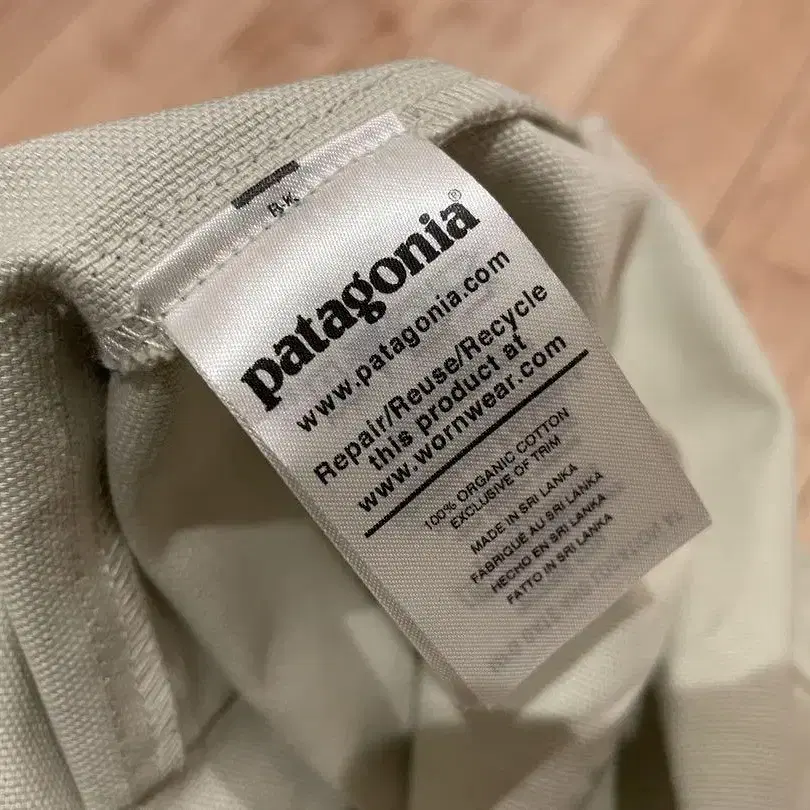 R.K.
patagonia®
www.patagonia.com
Repair/Reuse/Recycle
this product at
www.wornwear.com
100% ORGANIC COTTON
EXCLUSIVE OF TRIM
MADE IN SRI LANKA
FABRIQUÉ AU SRI LANKA
HECHO EN SRI LANKA
FATTO IN SRI LANKA